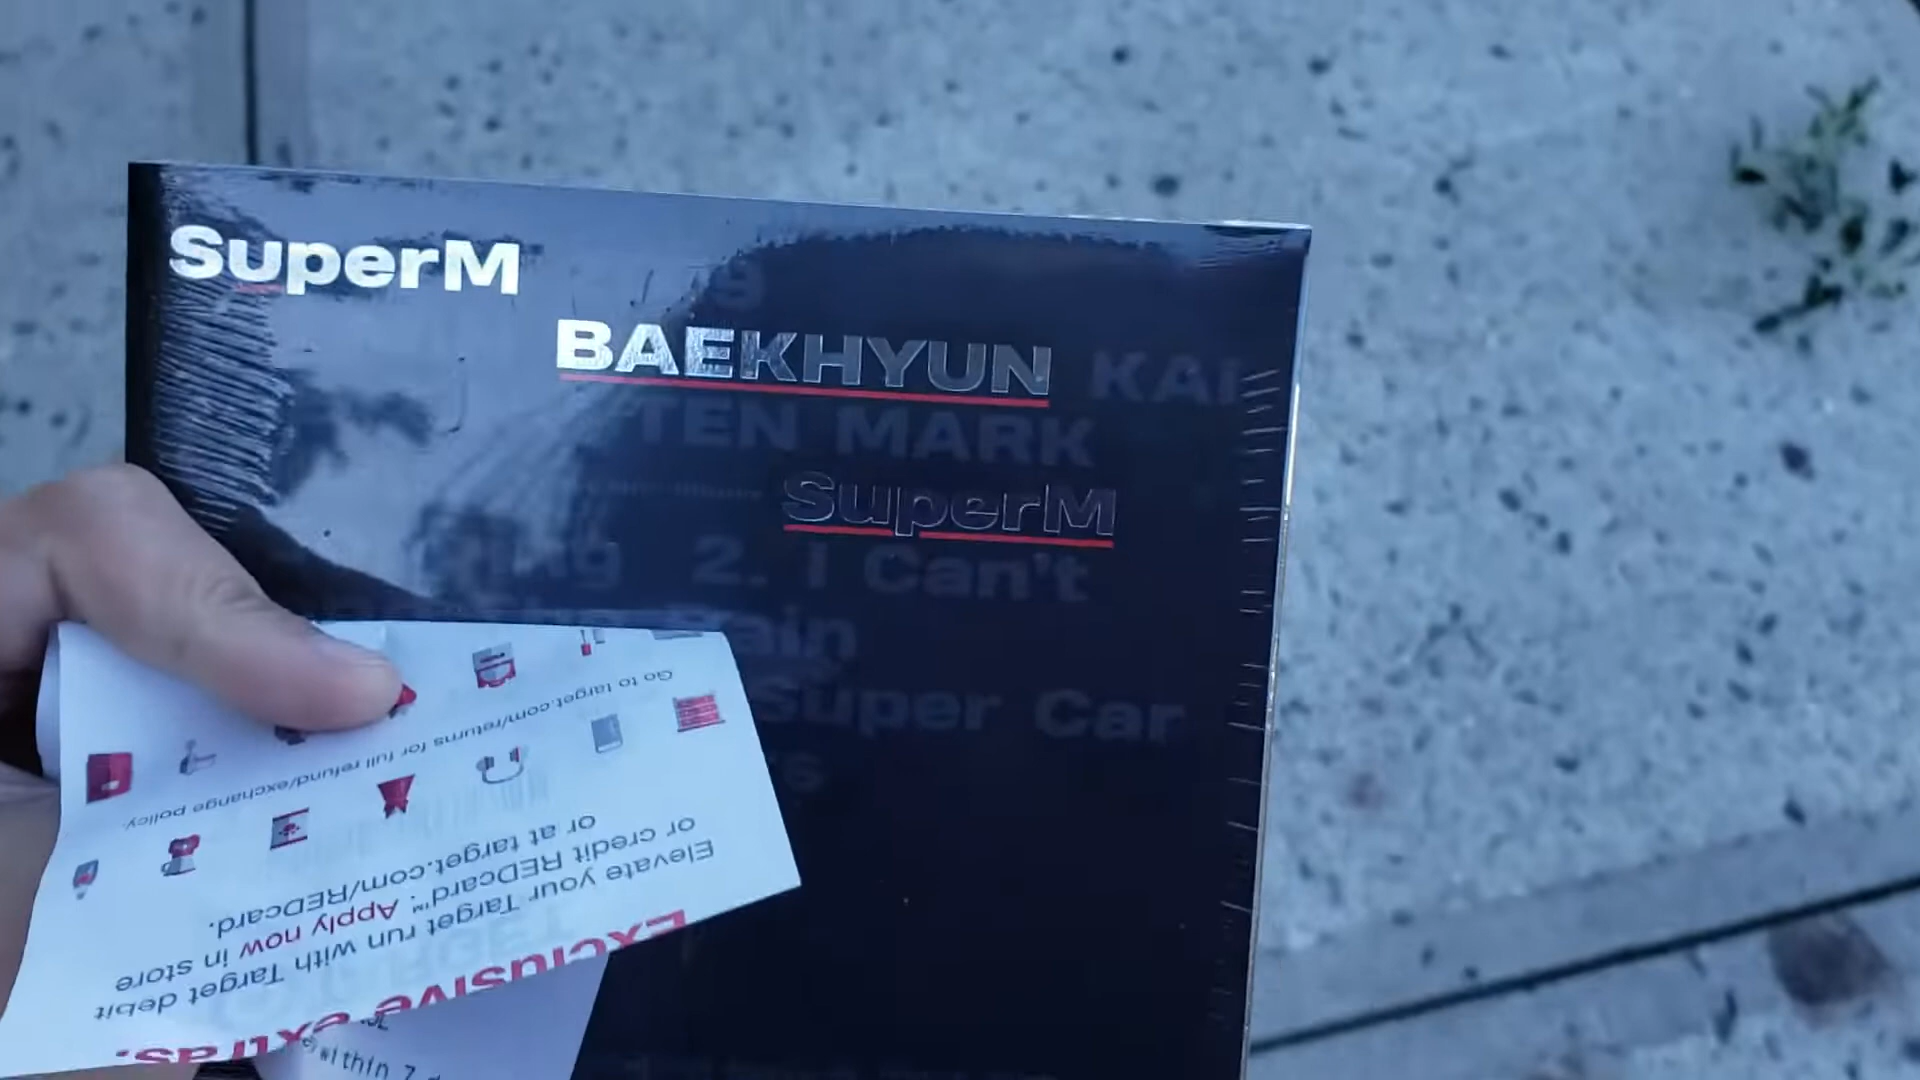 SuperM
BAEKHYUN KAI
TEN MARK
SuperM
2. I Can't
Super Car
Exclusive extras.
Elevate your Target run with Target debit
or credit REDcard™. Apply now in store
or at target.com/REDcard.
Go to target.com/returns for full refund/exchange policy.
within